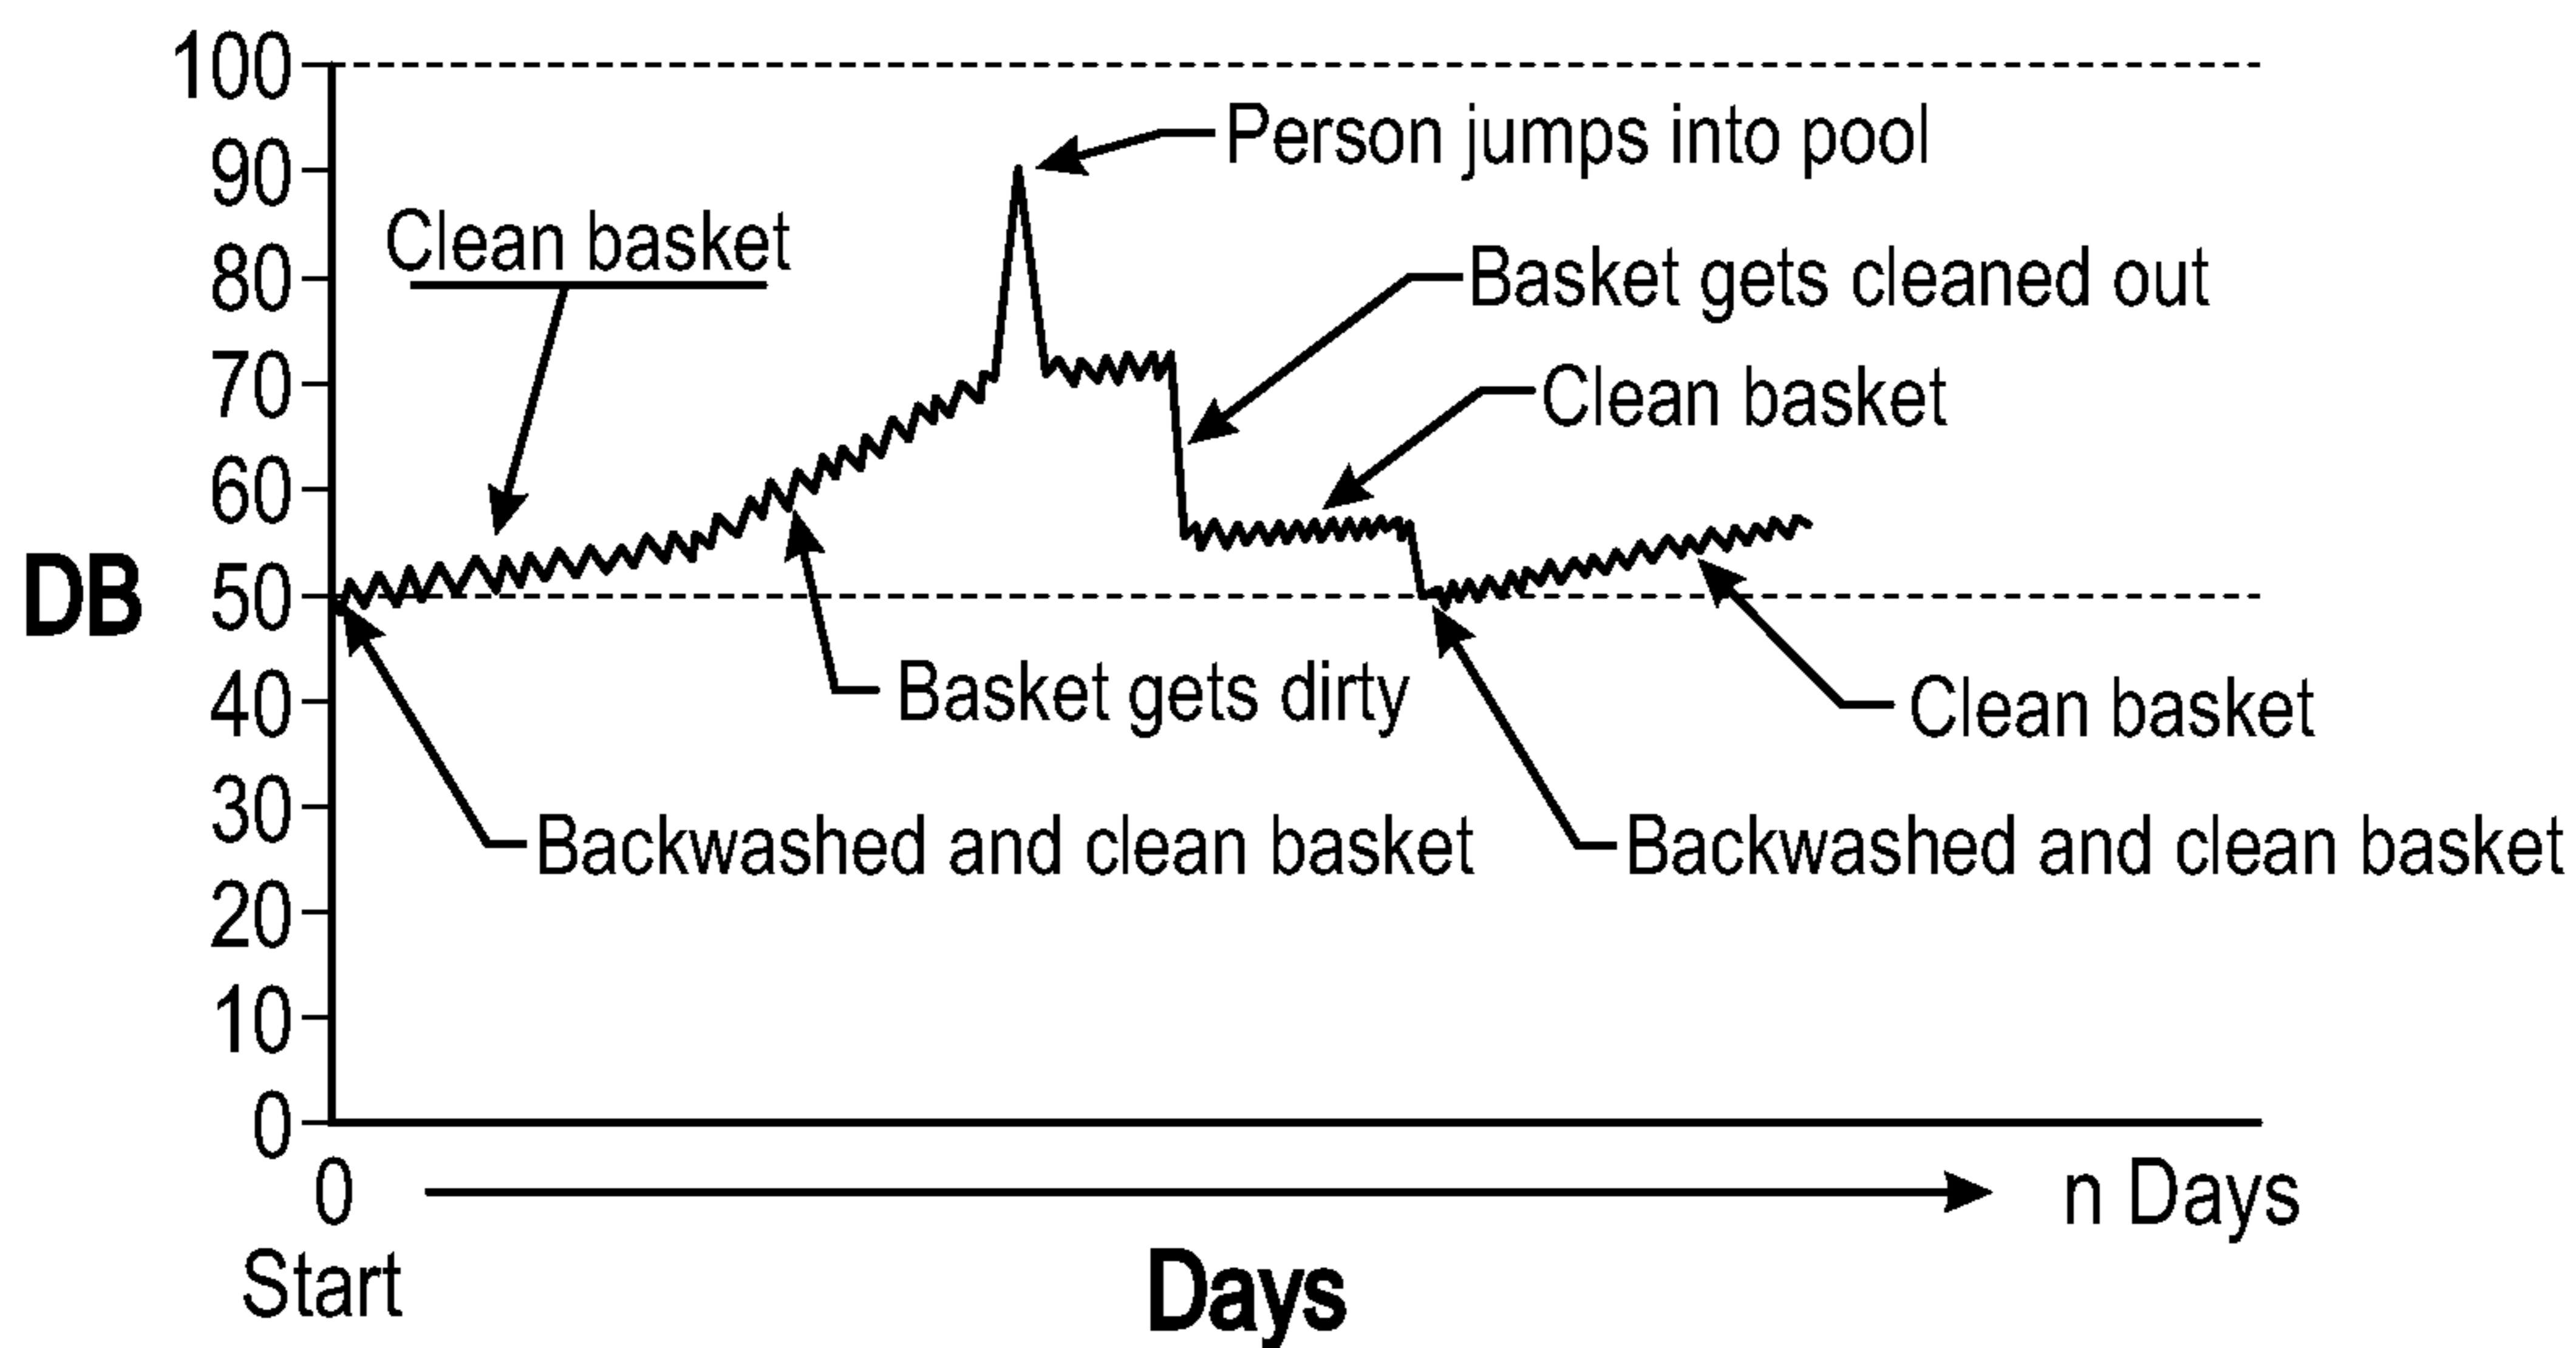 100
Person jumps into pool
90
Clean basket
80
Basket gets cleaned out
70
Clean basket
60
DB
50
Basket gets dirty
40
Clean basket
30
Backwashed and clean basket
Backwashed and clean basket
20
10
0
0
n Days
Start
Days